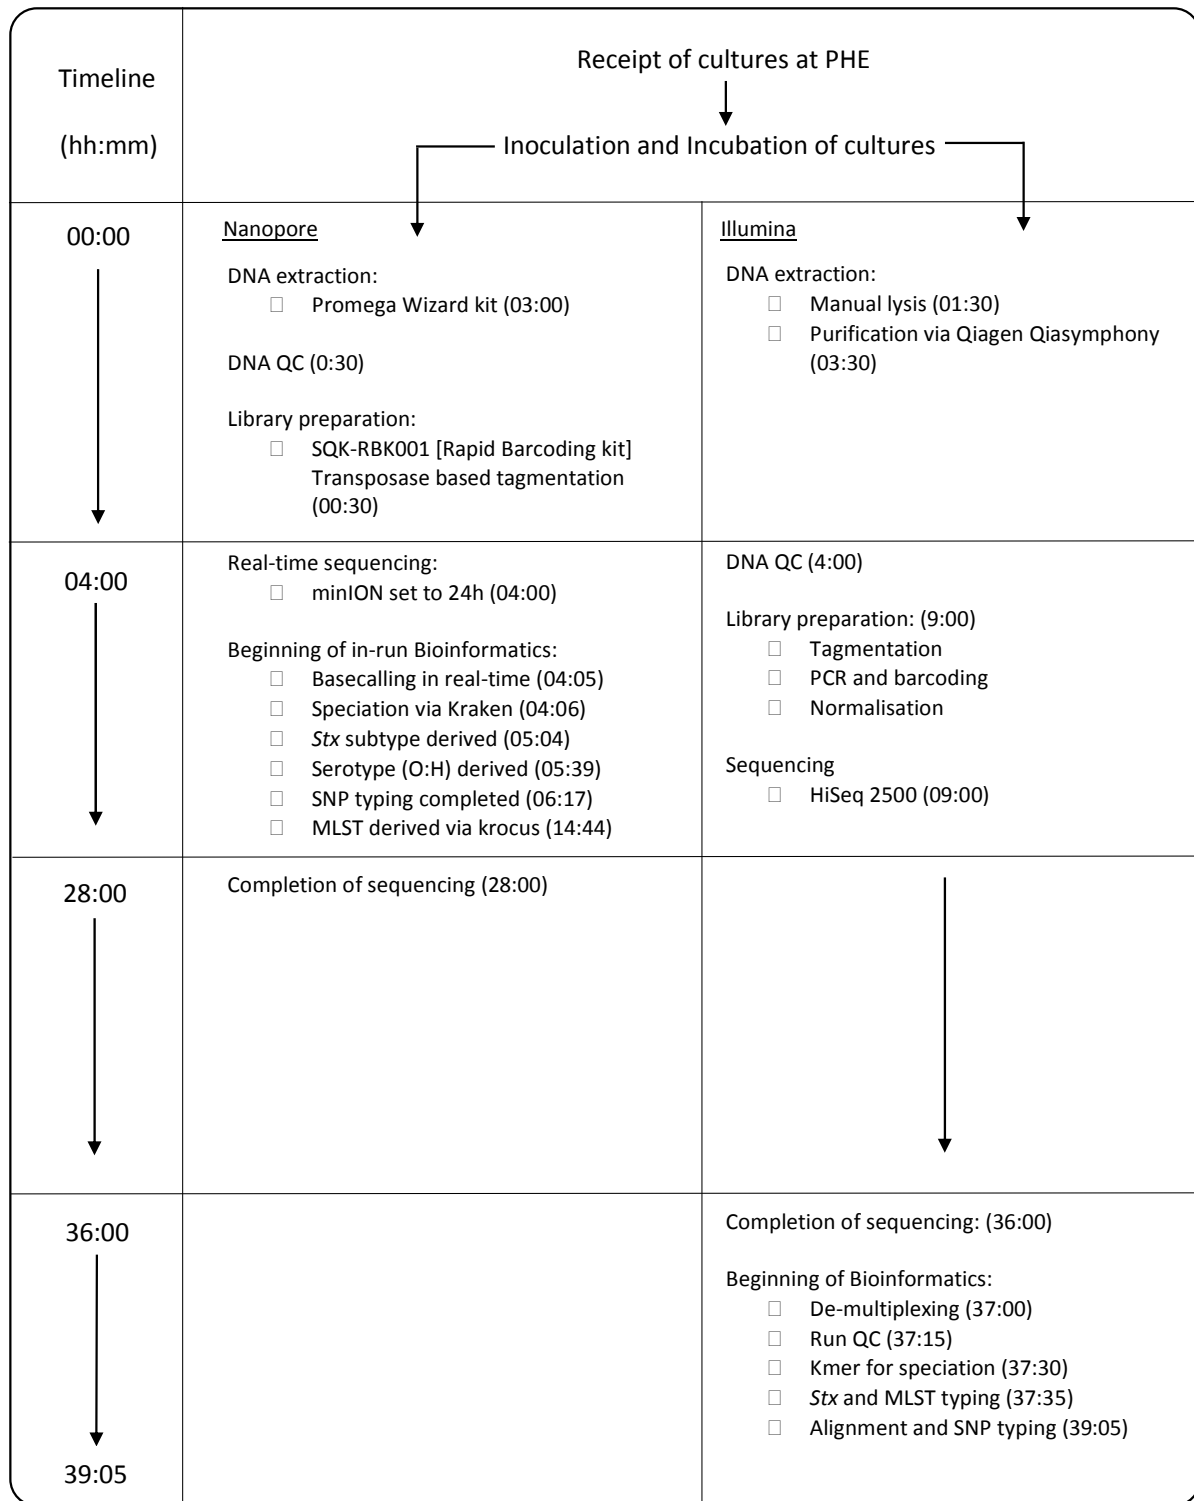 Timeline
(hh:mm)
Receipt of cultures at PHE
Inoculation and Incubation of cultures
00:00
Nanopore
DNA extraction:
Promega Wizard kit (03:00)
DNA QC (0:30)
Library preparation:
SQK-RBK001 [Rapid Barcoding kit]
Transposase based tagmentation
(00:30)
Illumina
DNA extraction:
Manual lysis (01:30)
Purification via Qiagen Qiasymphony
(03:30)
04:00
Real-time sequencing:
minION set to 24h (04:00)
Beginning of in-run Bioinformatics:
Basecalling in real-time (04:05)
Speciation via Kraken (04:06)
Stx subtype derived (05:04)
Serotype (O:H) derived (05:39)
SNP typing completed (06:17)
MLST derived via krocus (14:44)
DNA QC (4:00)
Library preparation: (9:00)
Tagmentation
PCR and barcoding
Normalisation
Sequencing
HiSeq 2500 (09:00)
28:00
Completion of sequencing (28:00)
36:00
Completion of sequencing: (36:00)
Beginning of Bioinformatics:
De-multiplexing (37:00)
Run QC (37:15)
Kmer for speciation (37:30)
Stx and MLST typing (37:35)
Alignment and SNP typing (39:05)
39:05